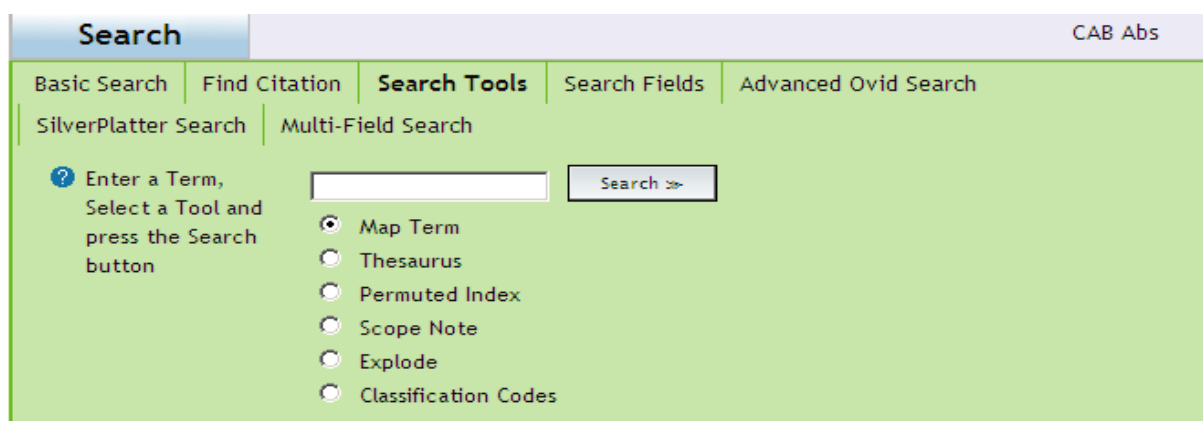 Search CAB Abs
Basic Search Find Citation Search Tools Search Fields Advanced Ovid Search
SilverPlatter Search Multi-Field Search
? Enter a Term,
Select a Tool and
press the Search
button
Search >>
Map Term
Thesaurus
Permuted Index
Scope Note
Explode
Classification Codes